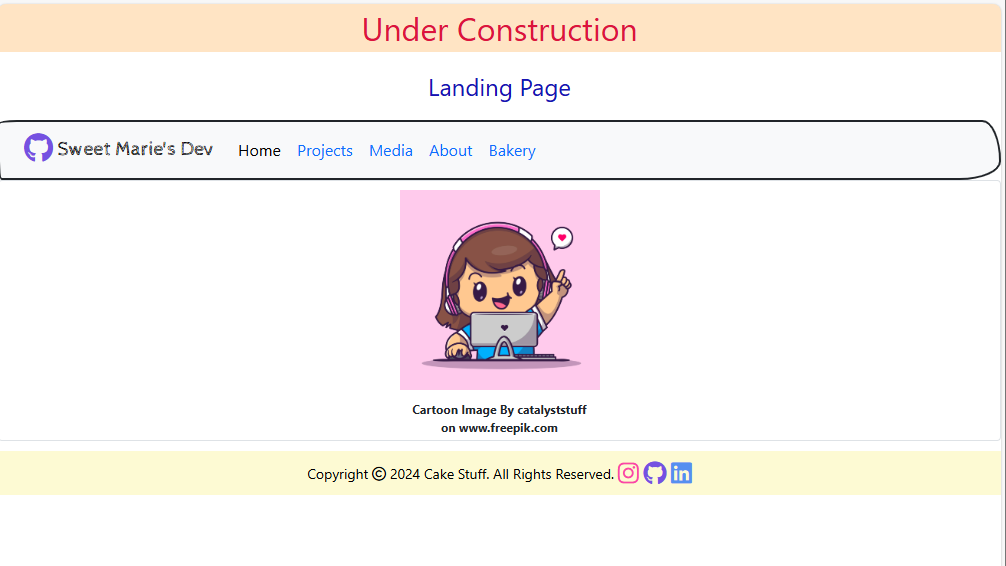 Under Construction
Landing Page
Sweet Marie's Dev Home Projects Media About Bakery
Cartoon Image By catalyststuff
on www.freepik.com
Copyright © 2024 Cake Stuff. All Rights Reserved.